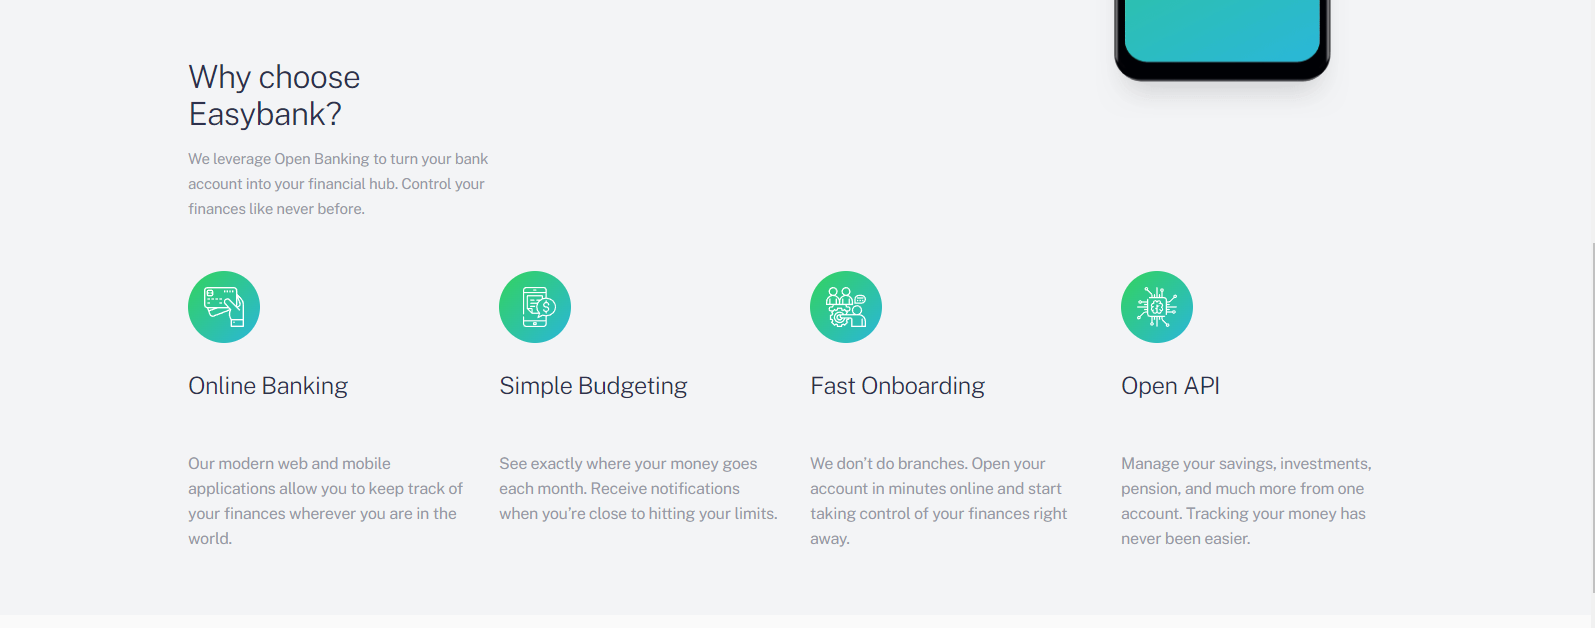 Why choose
Easybank?
We leverage Open Banking to turn your bank
account into your financial hub. Control your
finances like never before.
Online Banking
Our modern web and mobile
applications allow you to keep track of
your finances wherever you are in the
world.
Simple Budgeting
See exactly where your money goes
each month. Receive notifications
when you’re close to hitting your limits.
Fast Onboarding
We don’t do branches. Open your
account in minutes online and start
taking control of your finances right
away.
Open API
Manage your savings, investments,
pension, and much more from one
account. Tracking your money has
never been easier.